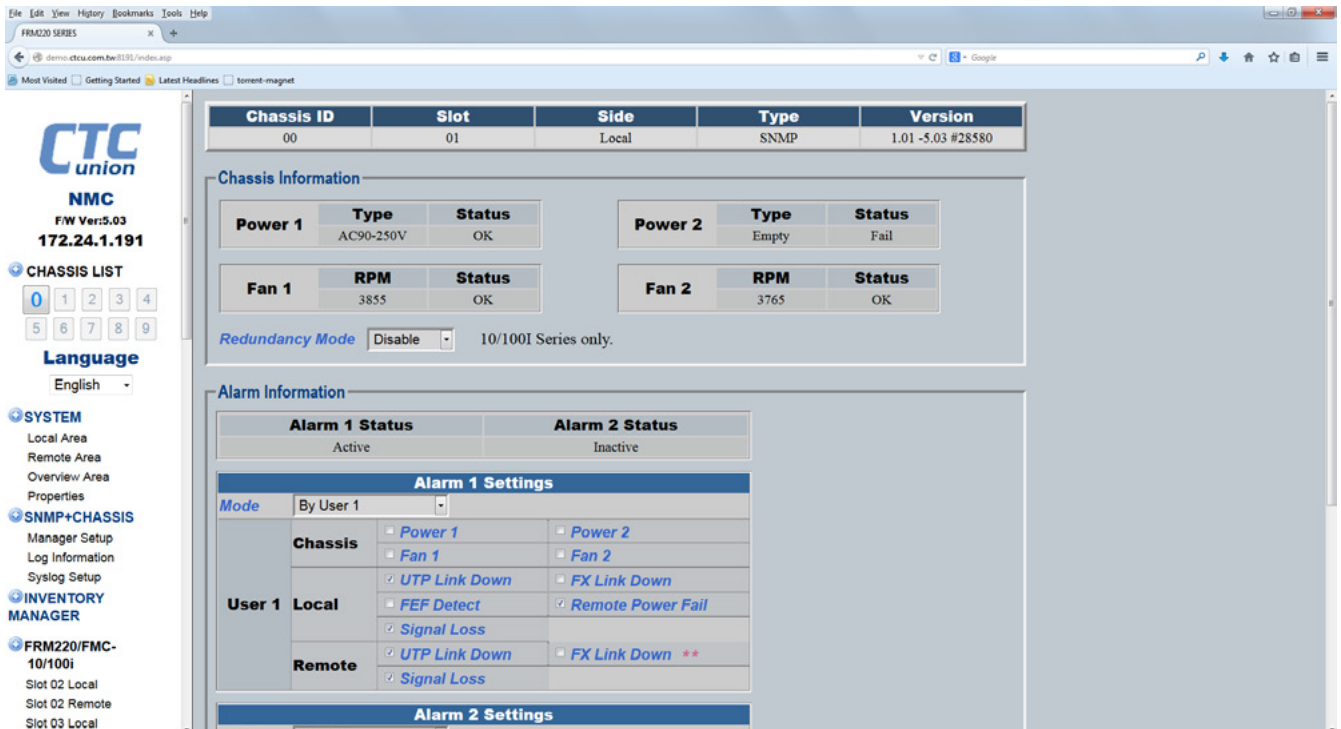 File Edit View History Bookmarks Tools Help
FRM220 SERIES × +
demo.ctcu.com.tw:8191/index.asp
8 - Google
Most Visited Getting Started Latest Headlines torrent-magnet
CTC
union
NMC
F/W Ver:5.03
172.24.1.191
CHASSIS LIST
0 1 2 3 4
5 6 7 8 9
Language
English
SYSTEM
Local Area
Remote Area
Overview Area
Properties
SNMP+CHASSIS
Manager Setup
Log Information
Syslog Setup
INVENTORY
MANAGER
FRM220/FMC-
10/100i
Slot 02 Local
Slot 02 Remote
Slot 03 Local
Chassis ID Slot Side Type Version
00 01 Local SNMP 1.01 -5.03 #28580
Chassis Information
Power 1 Type Status
AC90-250V OK
Power 2 Type Status
Empty Fail
Fan 1 RPM Status
3855 OK
Fan 2 RPM Status
3765 OK
Redundancy Mode Disable 10/100I Series only.
Alarm Information
Alarm 1 Status Alarm 2 Status
Active Inactive
Alarm 1 Settings
Mode By User 1
User 1
Chassis
Power 1 Power 2
Fan 1 Fan 2
Local
UTP Link Down FX Link Down
FEF Detect Remote Power Fail
Signal Loss
Remote
UTP Link Down FX Link Down **
Signal Loss
Alarm 2 Settings